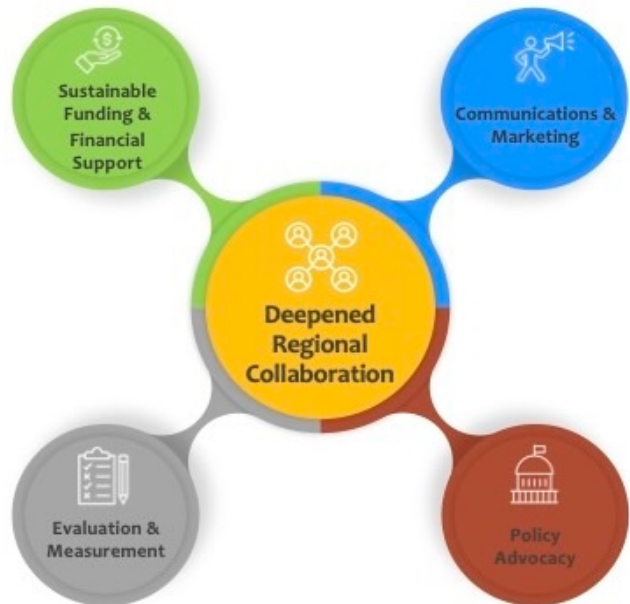 Sustainable
Funding &
Financial
Support
Communications &
Marketing
Deepened
Regional
Collaboration
Evaluation &
Measurement
Policy
Advocacy